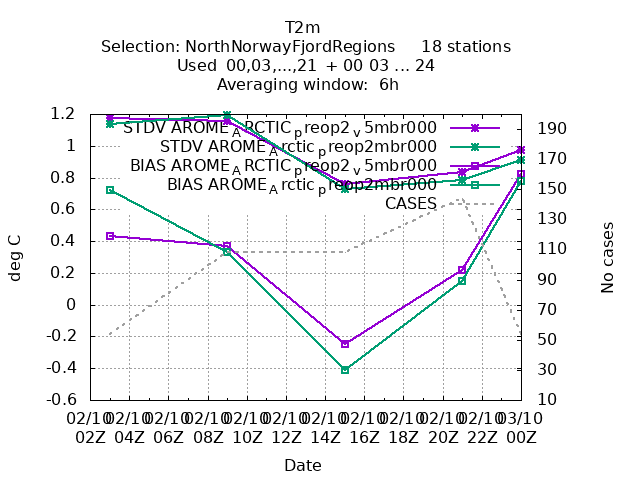 T2m
Selection: NorthNorwayFjordRegions 18 stations
Used 00,03,...,21 + 00 03 ... 24
Averaging window: 6h
STDV AROME_ARCTIC_preop2_v5mbr000
STDV AROME_Arctic_preop2mbr000
BIAS AROME_ARCTIC_preop2_v5mbr000
BIAS AROME_Arctic_preop2mbr000
CASES
1.2
1
0.8
0.6
0.4
0.2
0
-0.2
-0.4
-0.6
deg C
190
170
150
130
110
90
70
50
30
10
No cases
02/10 02/10 02/10 02/10 02/10 02/10 02/10 02/10 02/10 02/10 02/10 03/10
02Z 04Z 06Z 08Z 10Z 12Z 14Z 16Z 18Z 20Z 22Z 00Z
Date